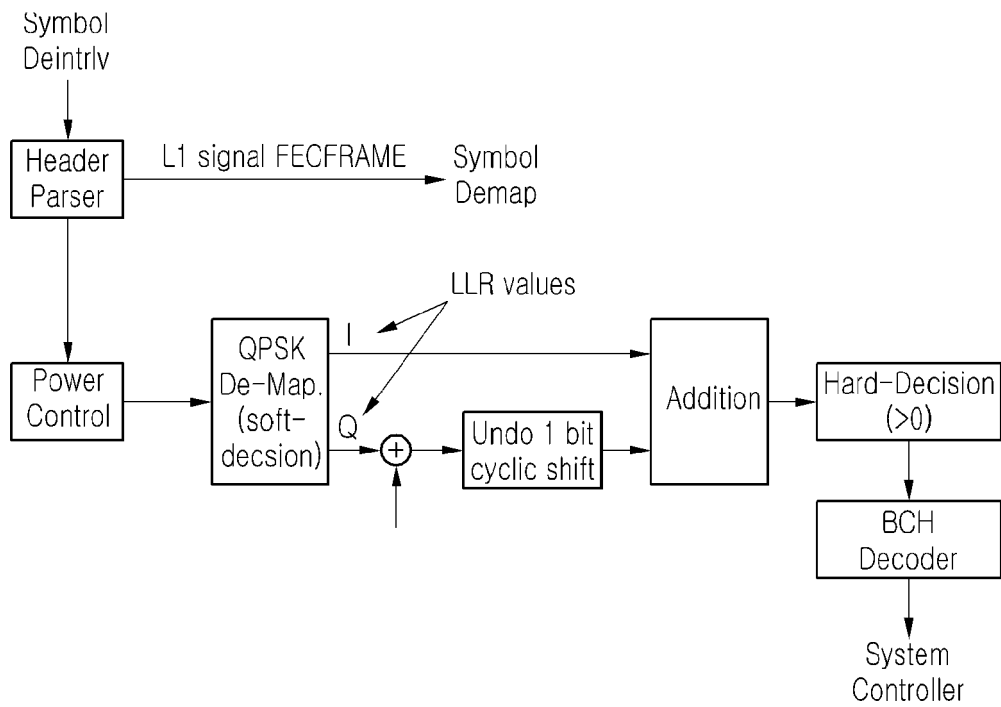 Symbol
Deintrlv
Header
Parser
L1 signal FECFRAME
Symbol
Demap
LLR values
Power
Control
QPSK
De-Map.
(soft-
decsion)
I
Q
+
Undo 1 bit
cyclic shift
Addition
Hard-Decision
(>0)
BCH
Decoder
System
Controller